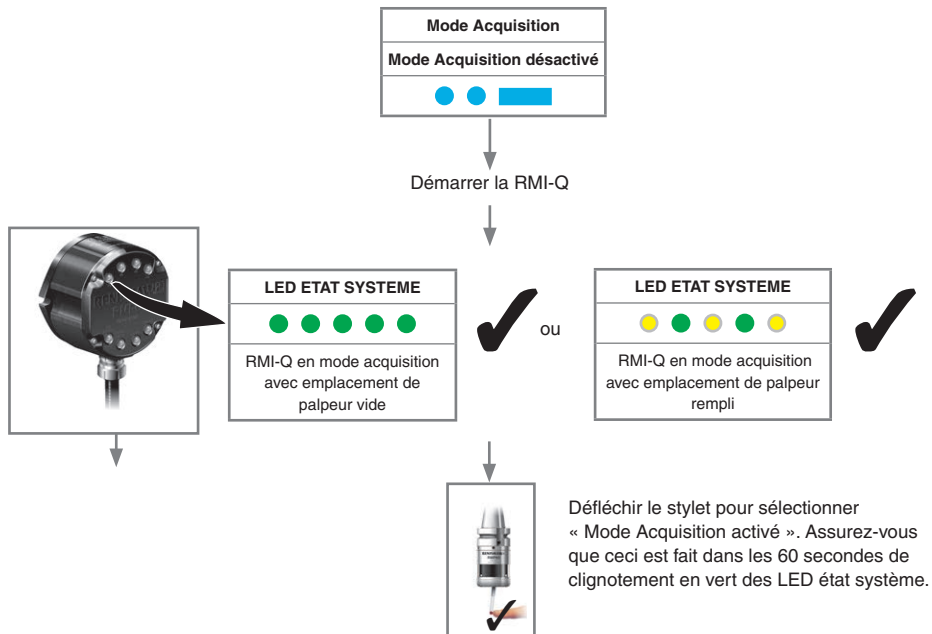 Mode Acquisition
Mode Acquisition désactivé
Démarrer la RMI-Q
LED ETAT SYSTEME
RMI-Q en mode acquisition
avec emplacement de
palpeur vide
ou
LED ETAT SYSTEME
RMI-Q en mode acquisition
avec emplacement de palpeur
rempli
Défléchir le stylet pour sélectionner
« Mode Acquisition activé ». Assurez-vous
que ceci est fait dans les 60 secondes de
clignotement en vert des LED état système.